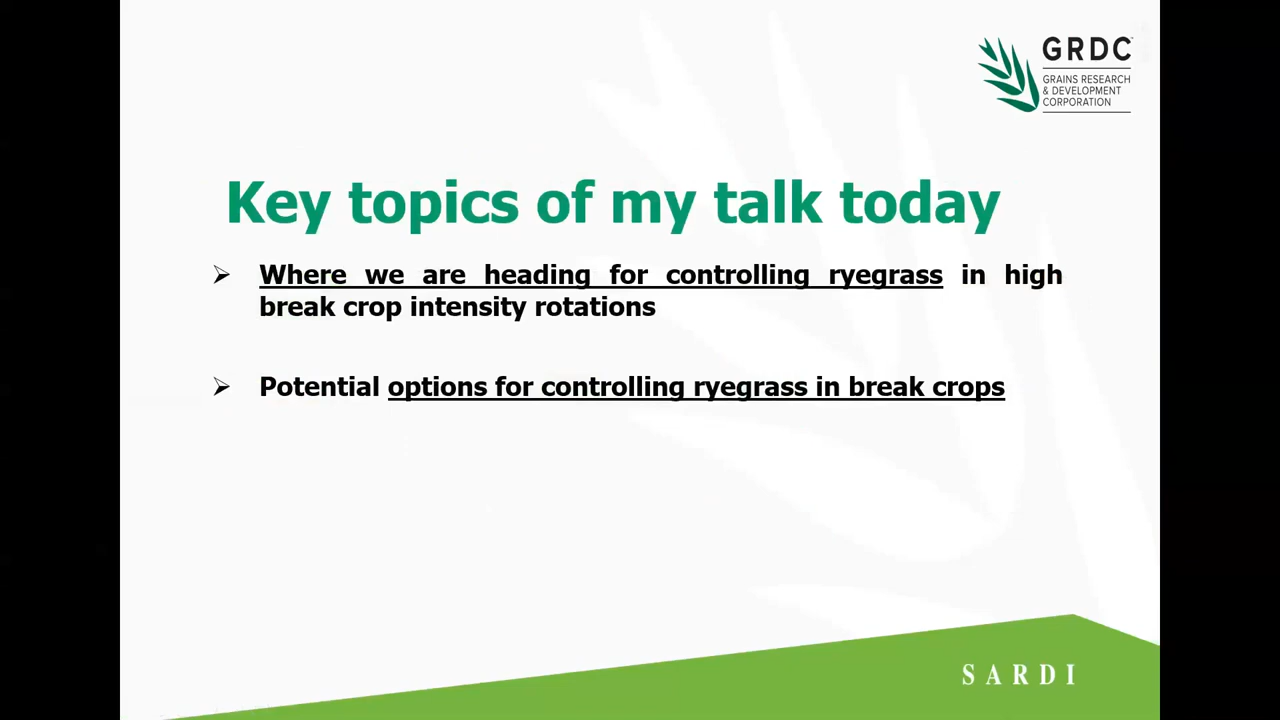 GRDC
GRAINS RESEARCH
& DEVELOPMENT
CORPORATION
Key topics of my talk today
Where we are heading for controlling ryegrass in high
break crop intensity rotations
Potential options for controlling ryegrass in break crops
SARDI